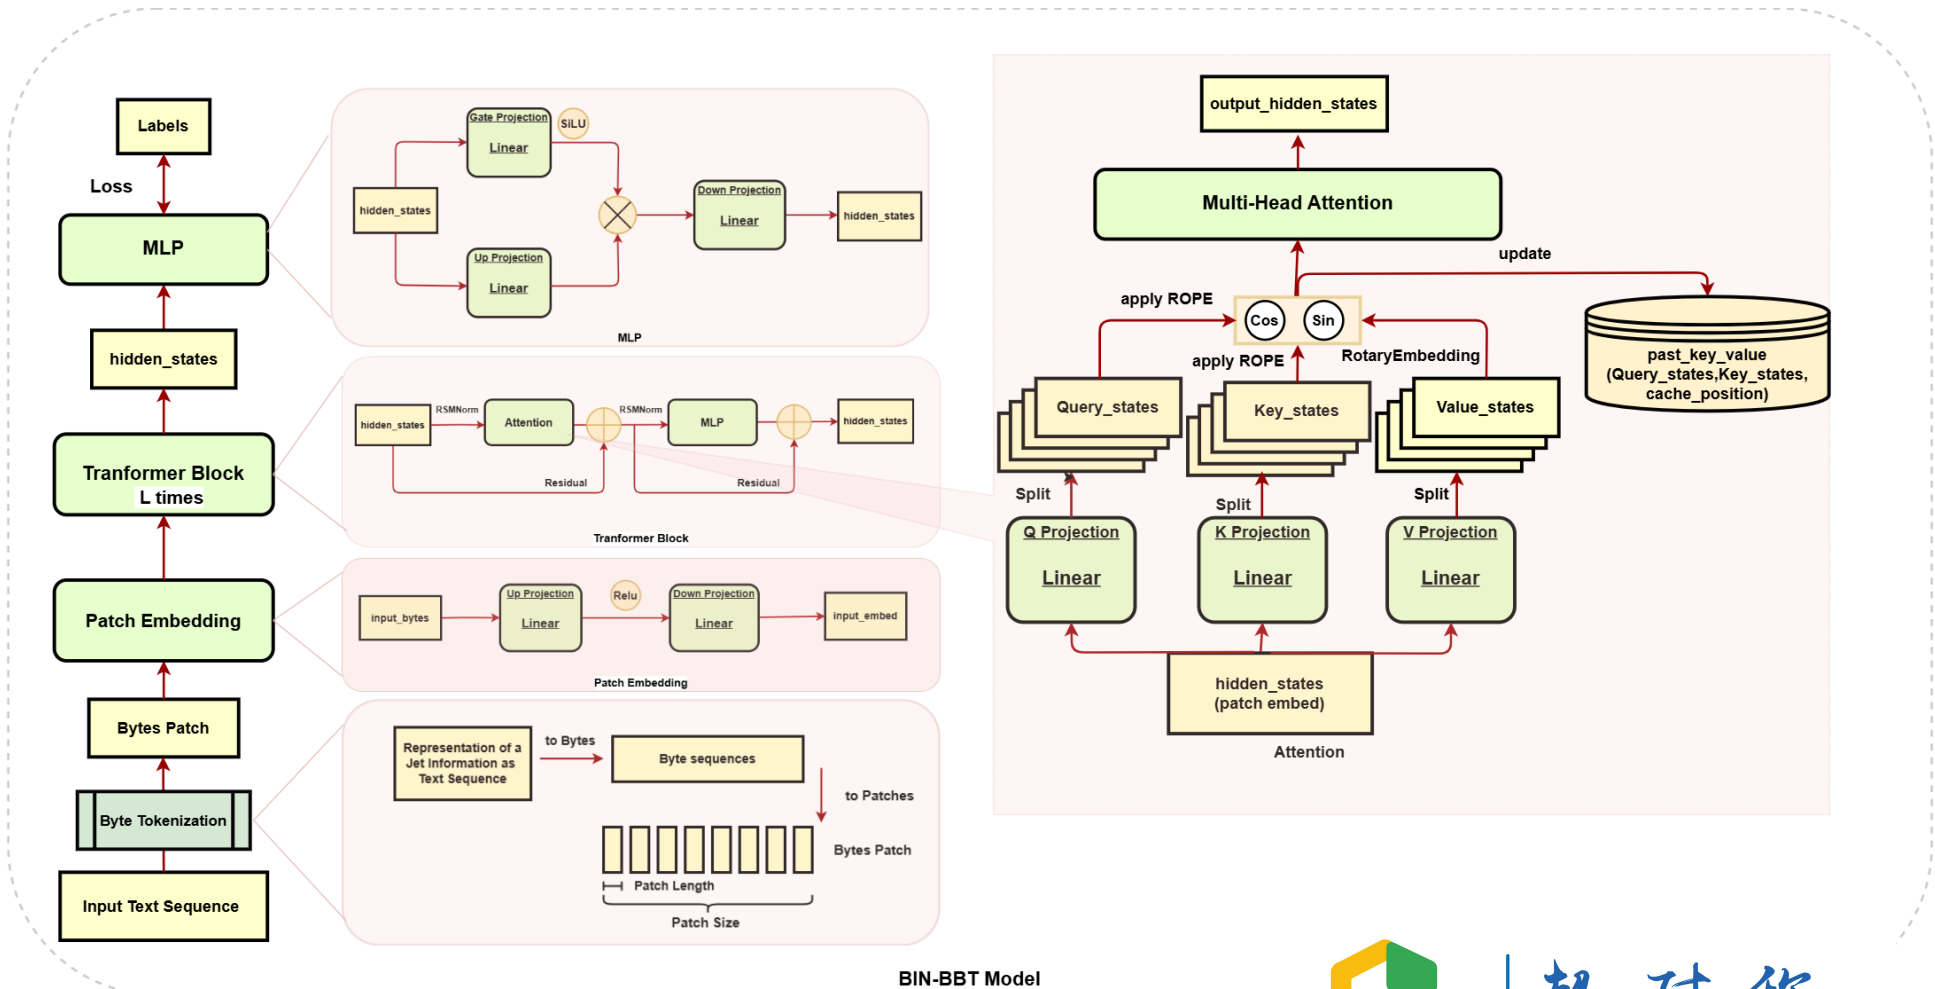 Labels
Loss
MLP
hidden_states
Tranformer Block
L times
Patch Embedding
Bytes Patch
Byte Tokenization
Input Text Sequence
Gate Projection
Linear
SiLU
hidden_states
Up Projection
Linear
Down Projection
Linear
hidden_states
MLP
hidden_states
RSMNorm
Attention
RSMNorm
MLP
hidden_states
Residual
Residual
Tranformer Block
input_bytes
Up Projection
Linear
Relu
Down Projection
Linear
input_embed
Patch Embedding
Representation of a
Jet Information as
Text Sequence
to Bytes
Byte sequences
to Patches
Bytes Patch
Patch Length
Patch Size
output_hidden_states
Multi-Head Attention
update
apply ROPE
Cos
Sin
apply ROPE
RotaryEmbedding
past_key_value
(Query_states,Key_states,
cache_position)
Query_states
Key_states
Value_states
Split
Split
Split
Q Projection
Linear
K Projection
Linear
V Projection
Linear
hidden_states
(patch embed)
Attention
BIN-BBT Model